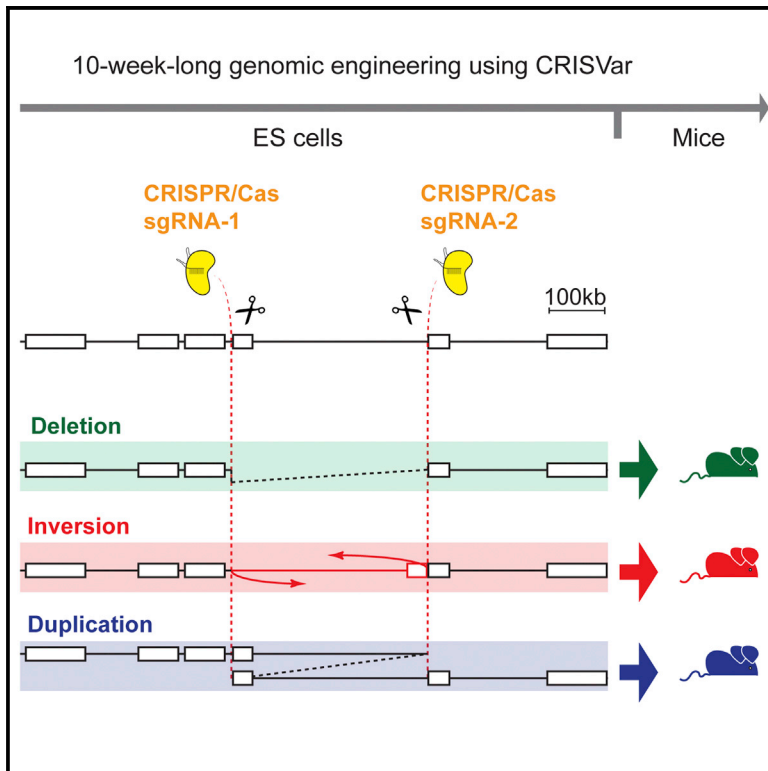 10-week-long genomic engineering using CRISVar
ES cells
Mice
CRISPR/Cas
sgRNA-1
CRISPR/Cas
sgRNA-2
100kb
Deletion
Inversion
Duplication